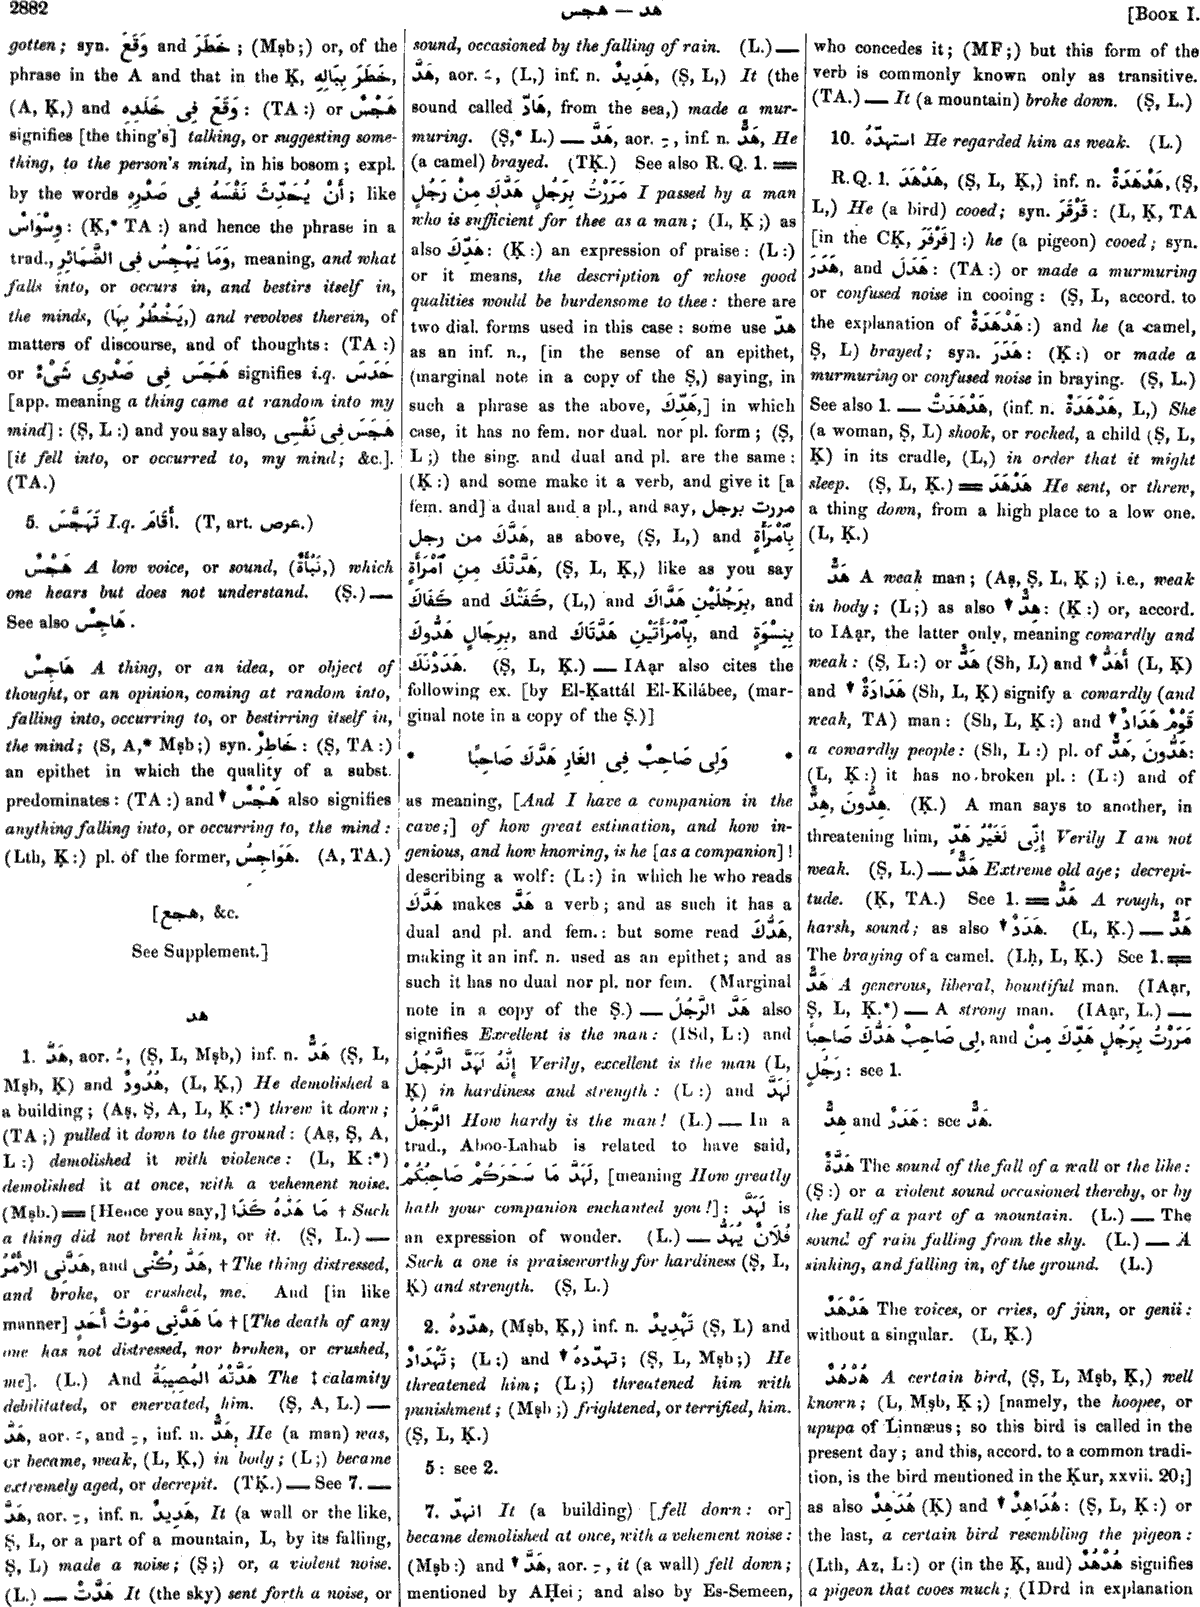 2882
هد — هجس
[Book I.
gotten; syn. وَقَعَ and خَطَرَ; (Mṣb;) or, of the
phrase in the A and that in the Ḳ, خَطَرَ بِبَالِهِ,
(A, Ḳ,) and وَقَعَ فِى خَلَدِهِ: (TA:) or هَجْسٌ
signifies [the thing's] talking, or suggesting some-
thing, to the person's mind, in his bosom; expl.
by the words أَنْ يُحَدِّثَ نَفْسَهُ فِى صَدْرِهِ; like
وِسْوَاسٌ: (Ḳ,* TA:) and hence the phrase in a
trad., وَمَا يَهْجِسُ فِى الضَّمَائِرِ, meaning, and what
falls into, or occurs in, and bestirs itself in,
the minds, (يَخْطُرُ بِهَا,) and revolves therein, of
matters of discourse, and of thoughts: (TA:)
or هَجَسَ فِى صَدْرِى شَىْءٌ signifies i.q. حَدَسَ
[app. meaning a thing came at random into my
mind]: (Ṣ, L:) and you say also, هَجَسَ فِى نَفْسِى
[it fell into, or occurred to, my mind; &c.].
(TA.)
5. تَهَجَّسَ I.q. أَقَامَ. (T, art. عرص.)
هَجْسٌ A low voice, or sound, (نَبْأَةٌ,) which
one hears but does not understand. (Ṣ.) —
See also هَاجِسٌ.
هَاجِسٌ A thing, or an idea, or object of
thought, or an opinion, coming at random into,
falling into, occurring to, or bestirring itself in,
the mind; (S, A,* Mṣb;) syn. خَاطِرٌ: (Ṣ, TA:)
an epithet in which the quality of a subst.
predominates: (TA:) and ▾ هَجْسٌ also signifies
anything falling into, or occurring to, the mind:
(Lth, Ḳ:) pl. of the former, هَوَاجِسُ. (A, TA.)
[هجع, &c.
See Supplement.]
هد
1. هَدَّ, aor. ـُ, (Ṣ, L, Mṣb,) inf. n. هَدٌّ (Ṣ, L,
Mṣb, Ḳ) and هُدُودٌ, (L, Ḳ,) He demolished a
a building; (Aṣ, Ṣ, A, L, Ḳ:*) threw it down;
(TA;) pulled it down to the ground: (Aṣ, Ṣ, A,
L:) demolished it with violence: (L, K:*)
demolished it at once, with a vehement noise.
(Mṣb.) == [Hence you say,] مَا هَدَّهُ كَذَا † Such
a thing did not break him, or it. (Ṣ, L.) —
هَدَّنِى الأَمْرُ, and هَدَّ رُكْنِى, † The thing distressed,
and broke, or crushed, me. And [in like
manner] مَا هَدَّنِى مَوْتُ أَحَدٍ † [The death of any
one has not distressed, nor broken, or crushed,
me]. (L.) And هَدَّتْهُ المُصِيبَةُ The ‡ calamity
debilitated, or enervated, him. (Ṣ, A, L.) —
هَدَّ, aor. ـَ, and ـِ, inf. n. هَدٌّ, He (a man) was,
or became, weak, (L, Ḳ,) in body; (L;) became
extremely aged, or decrepit. (TḲ.) — See 7. —
هَدَّ, aor. ـِ, inf. n. هَدِيدٌ, It (a wall or the like,
Ṣ, L, or a part of a mountain, L, by its falling,
Ṣ, L) made a noise; (Ṣ;) or, a violent noise.
(L.) — هَدَّتْ It (the sky) sent forth a noise, or
sound, occasioned by the falling of rain. (L.) —
هَدَّ, aor. ـِ, (L,) inf. n. هَدِيدٌ, (Ṣ, L,) It (the
sound called هَادّ, from the sea,) made a mur-
muring. (Ṣ,* L.) — هَدَّ, aor. ـِ, inf. n. هَدٌّ, He
(a camel) brayed. (TḲ.) See also R. Q. 1. ==
مَرَرْتُ بِرَجُلٍ هَدَّكَ مِنْ رَجُلٍ I passed by a man
who is sufficient for thee as a man; (L, Ḳ;) as
also هَدِّكَ: (Ḳ:) an expression of praise: (L:)
or it means, the description of whose good
qualities would be burdensome to thee: there are
two dial. forms used in this case: some use هدّ
as an inf. n., [in the sense of an epithet,
(marginal note in a copy of the Ṣ,) saying, in
such a phrase as the above, هَدِّكَ,] in which
case, it has no fem. nor dual. nor pl. form; (Ṣ,
L;) the sing. and dual and pl. are the same:
(Ḳ:) and some make it a verb, and give it [a
fem. and] a dual and a pl., and say, مررت برجل
هَدَّكَ من رجل, as above, (Ṣ, L,) and بِٱمْرَأَةٍ
هَدَّتْكَ مِنِ ٱمْرَأَةٍ, (Ṣ, L, Ḳ,) like as you say
كَفَاكَ and كَفَتْكَ, (L,) and بِرَجُلَيْنِ هَدَّاكَ, and
بِرِجَالٍ هَدُّوكَ, and بِٱمْرَأَتَيْنِ هَدَّتَاكَ, and بِنِسْوَةٍ
هَدَدْنَكَ. (Ṣ, L, Ḳ.) — IAạr also cites the
following ex. [by El-Ḳattál El-Kilábee, (mar-
ginal note in a copy of the Ṣ.)]
* وَلِى صَاحِبٌ فِى الغَارِ هَدَّكَ صَاحِبًا *
as meaning, [And I have a companion in the
cave;] of how great estimation, and how in-
genious, and how knowing, is he [as a companion]!
describing a wolf: (L:) in which he who reads
هَدَّكَ makes هَدَّ a verb; and as such it has a
dual and pl. and fem.: but some read هَدُّكَ,
making it an inf. n. used as an epithet; and as
such it has no dual nor pl. nor fem. (Marginal
note in a copy of the Ṣ.) — هَدَّ الرَّجُلُ also
signifies Excellent is the man: (ISd, L:) and
إِنَّهُ لَهَدَّ الرَّجُلُ Verily, excellent is the man (L,
Ḳ) in hardiness and strength: (L:) and لَهَدَّ
الرَّجُلُ How hardy is the man! (L.) — In a
trad., Aboo-Lahab is related to have said,
لَهَدَّ مَا سَحَرَكُمْ صَاحِبُكُمْ, [meaning How greatly
hath your companion enchanted you!]: لَهَدَّ is
an expression of wonder. (L.) — فُلَانٌ يُهَدُّ
Such a one is praiseworthy for hardiness (Ṣ, L,
Ḳ) and strength. (Ṣ, L.)
2. هدّدهُ, (Mṣb, Ḳ,) inf. n. تَهْدِيدٌ (Ṣ, L) and
تَهْدَادٌ; (L:) and ▾ تهدّدهُ; (Ṣ, L, Mṣb;) He
threatened him; (L;) threatened him with
punishment; (Mṣb;) frightened, or terrified, him.
(Ṣ, L, Ḳ.)
5: see 2.
7. انهدّ It (a building) [fell down: or]
became demolished at once, with a vehement noise:
(Mṣb:) and ▾ هَدَّ, aor. ـِ, it (a wall) fell down;
mentioned by AḤei; and also by Es-Semeen,
who concedes it; (MF;) but this form of the
verb is commonly known only as transitive.
(TA.) — It (a mountain) broke down. (Ṣ, L.)
10. استهدّهُ He regarded him as weak. (L.)
R.Q. 1. هَدْهَدَ, (Ṣ, L, Ḳ,) inf. n. هَدْهَدَةٌ, (Ṣ,
L,) He (a bird) cooed; syn. قَرْقَرَ: (L, Ḳ, TA
[in the CḲ, فَرْفَرَ]:) he (a pigeon) cooed; syn.
هَدَرَ, and هَدَلَ: (TA:) or made a murmuring
or confused noise in cooing: (Ṣ, L, accord. to
the explanation of هَدْهَدَةٌ:) and he (a camel,
Ṣ, L) brayed; syn. هَدَرَ: (Ḳ:) or made a
murmuring or confused noise in braying. (Ṣ, L.)
See also 1. — هَدْهَدَتْ, (inf. n. هَدْهَدَةٌ, L,) She
(a woman, Ṣ, L) shook, or rocked, a child (Ṣ, L,
Ḳ) in its cradle, (L,) in order that it might
sleep. (Ṣ, L, Ḳ.) == هَدْهَدَ He sent, or threw,
a thing down, from a high place to a low one.
(L, Ḳ.)
هَدٌّ A weak man; (Aṣ, Ṣ, L, Ḳ;) i.e., weak
in body; (L;) as also ▾ هِدٌّ: (Ḳ:) or, accord.
to IAạr, the latter only, meaning cowardly and
weak: (Ṣ, L:) or هَدٌّ (Sh, L) and ▾ أَهَدُّ (L, Ḳ)
and ▾ هَدَادَةٌ (Sh, L, Ḳ) signify a cowardly (and
weak, TA) man: (Sh, L, Ḳ:) and ▾ قَوْمٌ هَدَادٌ
a cowardly people: (Sh, L:) pl. of هَدٌّ, هَدُّونَ:
(L, Ḳ:) it has no broken pl.: (L:) and of
هِدٌّ, هِدُّونَ. (Ḳ.) A man says to another, in
threatening him, إِنِّى لَغَيْرُ هَدٍّ Verily I am not
weak. (Ṣ, L.) — هَدٌّ Extreme old age; decrepi-
tude. (Ḳ, TA.) See 1. == هَدٌّ A rough, or
harsh, sound; as also ▾ هَدَدٌ. (L, Ḳ.) — هَدٌّ
The braying of a camel. (Lḥ, L, Ḳ.) See 1. ==
هَدٌّ A generous, liberal, bountiful man. (IAạr,
Ṣ, L, Ḳ.*) — A strong man. (IAạr, L.) —
لِى صَاحِبٌ هَدُّكَ صَاحِبًا, and مَرَرْتُ بِرَجُلٍ هَدِّكَ مِنْ
رَجُلٍ: see 1.
هِدٌّ and هَدَدٌ: see هَدٌّ.
هَدَّةٌ The sound of the fall of a wall or the like:
(Ṣ:) or a violent sound occasioned thereby, or by
the fall of a part of a mountain. (L.) — The
sound of rain falling from the sky. (L.) — A
sinking, and falling in, of the ground. (L.)
هَدْهَدٌ The voices, or cries, of jinn, or genii:
without a singular. (L, Ḳ.)
هُدْهُدٌ A certain bird, (Ṣ, L, Mṣb, Ḳ,) well
known; (L, Mṣb, Ḳ;) [namely, the hoopee, or
upupa of Linnæus; so this bird is called in the
present day; and this, accord. to a common tradi-
tion, is the bird mentioned in the Ḳur, xxvii. 20;]
as also هُدَهِدٌ (Ḳ) and ▾ هُدَاهِدٌ: (Ṣ, L, Ḳ:) or
the last, a certain bird resembling the pigeon:
(Lth, Az, L:) or (in the Ḳ, and) هُدْهُدٌ signifies
a pigeon that cooes much; (IDrd in explanation